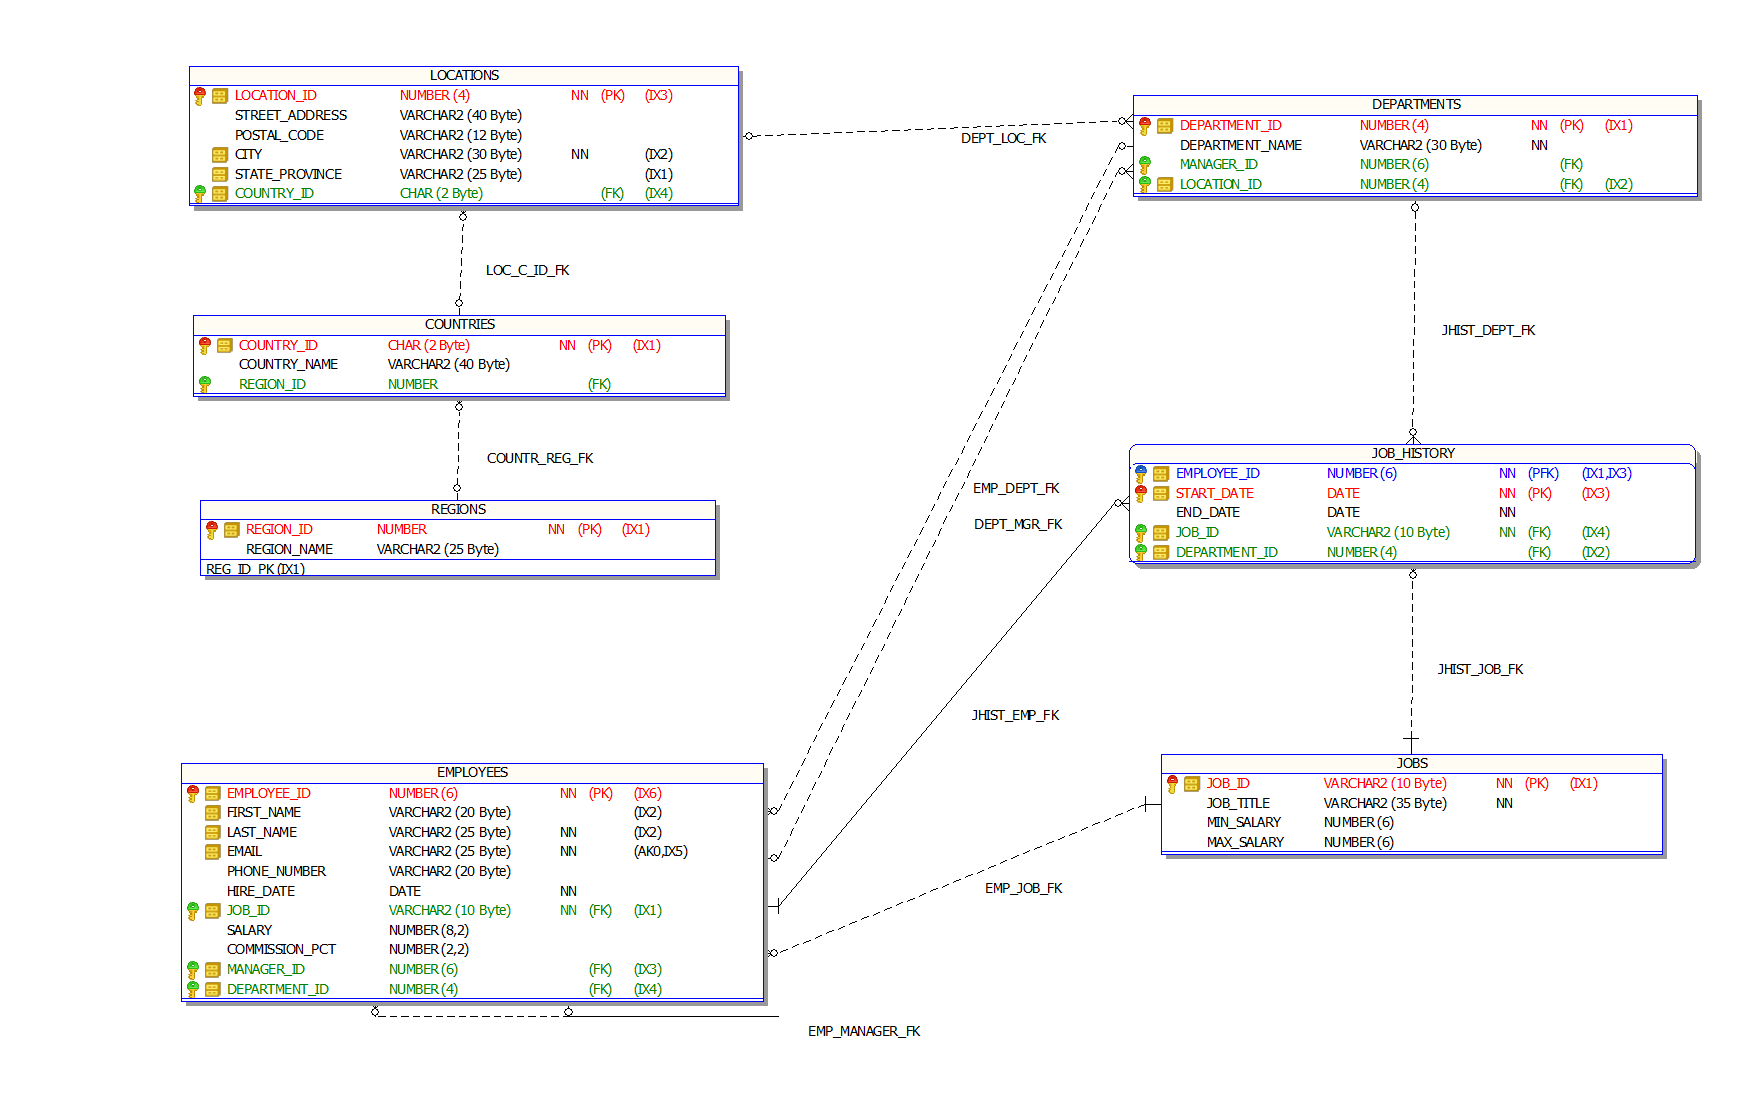 LOCATIONS
LOCATION_ID NUMBER (4) NN (PK) (IX3)
STREET_ADDRESS VARCHAR2 (40 Byte)
POSTAL_CODE VARCHAR2 (12 Byte)
CITY VARCHAR2 (30 Byte) NN (IX2)
STATE_PROVINCE VARCHAR2 (25 Byte) (IX1)
COUNTRY_ID CHAR (2 Byte) (FK) (IX4)
DEPT_LOC_FK
DEPARTMENTS
DEPARTMENT_ID NUMBER (4) NN (PK) (IX1)
DEPARTMENT_NAME VARCHAR2 (30 Byte) NN
MANAGER_ID NUMBER (6) (FK)
LOCATION_ID NUMBER (4) (FK) (IX2)
LOC_C_ID_FK
JHIST_DEPT_FK
COUNTRIES
COUNTRY_ID CHAR (2 Byte) NN (PK) (IX1)
COUNTRY_NAME VARCHAR2 (40 Byte)
REGION_ID NUMBER (FK)
COUNTR_REG_FK
EMP_DEPT_FK
DEPT_MGR_FK
JOB_HISTORY
EMPLOYEE_ID NUMBER (6) NN (PFK) (IX1,IX3)
START_DATE DATE NN (PK) (IX3)
END_DATE DATE NN
JOB_ID VARCHAR2 (10 Byte) NN (FK) (IX4)
DEPARTMENT_ID NUMBER (4) (FK) (IX2)
REGIONS
REGION_ID NUMBER NN (PK) (IX1)
REGION_NAME VARCHAR2 (25 Byte)
REG_ID_PK (IX1)
JHIST_EMP_FK
JHIST_JOB_FK
EMPLOYEES
EMPLOYEE_ID NUMBER (6) NN (PK) (IX6)
FIRST_NAME VARCHAR2 (20 Byte) (IX2)
LAST_NAME VARCHAR2 (25 Byte) NN (IX2)
EMAIL VARCHAR2 (25 Byte) NN (AK0,IX5)
PHONE_NUMBER VARCHAR2 (20 Byte)
HIRE_DATE DATE NN
JOB_ID VARCHAR2 (10 Byte) NN (FK) (IX1)
SALARY NUMBER (8,2)
COMMISSION_PCT NUMBER (2,2)
MANAGER_ID NUMBER (6) (FK) (IX3)
DEPARTMENT_ID NUMBER (4) (FK) (IX4)
JOBS
JOB_ID VARCHAR2 (10 Byte) NN (PK) (IX1)
JOB_TITLE VARCHAR2 (35 Byte) NN
MIN_SALARY NUMBER (6)
MAX_SALARY NUMBER (6)
EMP_JOB_FK
EMP_MANAGER_FK